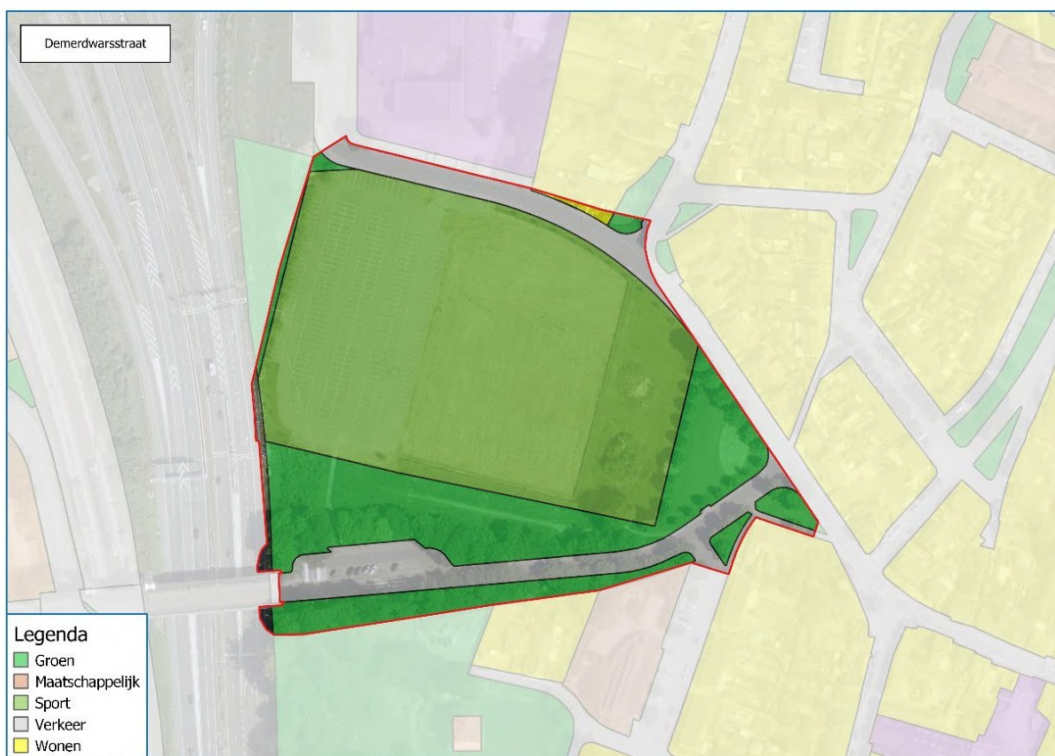 Demerdwarsstraat
Legenda
Groen
Maatschappelijk
Sport
Verkeer
Wonen